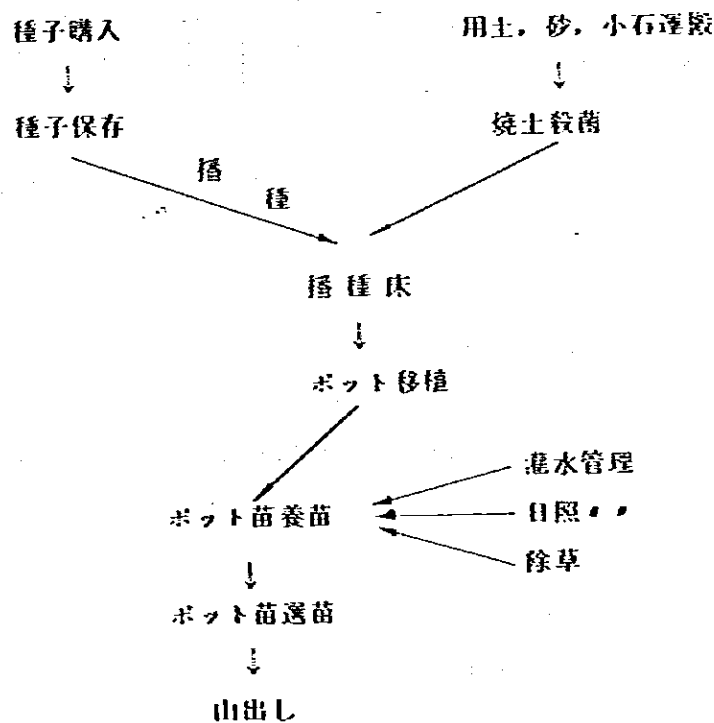 種子購入
用土,砂,小石運搬
種子保存
焼土殺菌
播
種
播種床
ポット移植
灌水管理
ポット苗養苗
日照〃
除草
ポット苗選苗
山出し